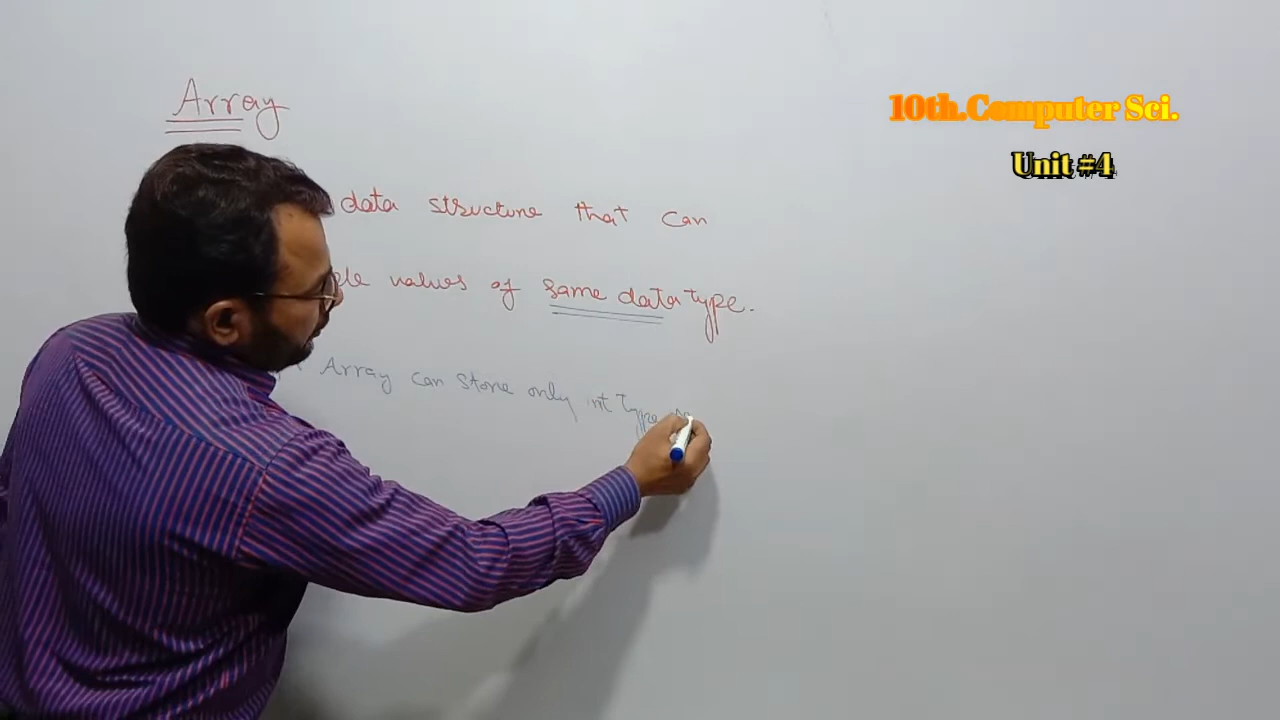 Array
10th.Computer Sci.
Unit #4
data structure that can
values of same data type.
Array can store only int Type